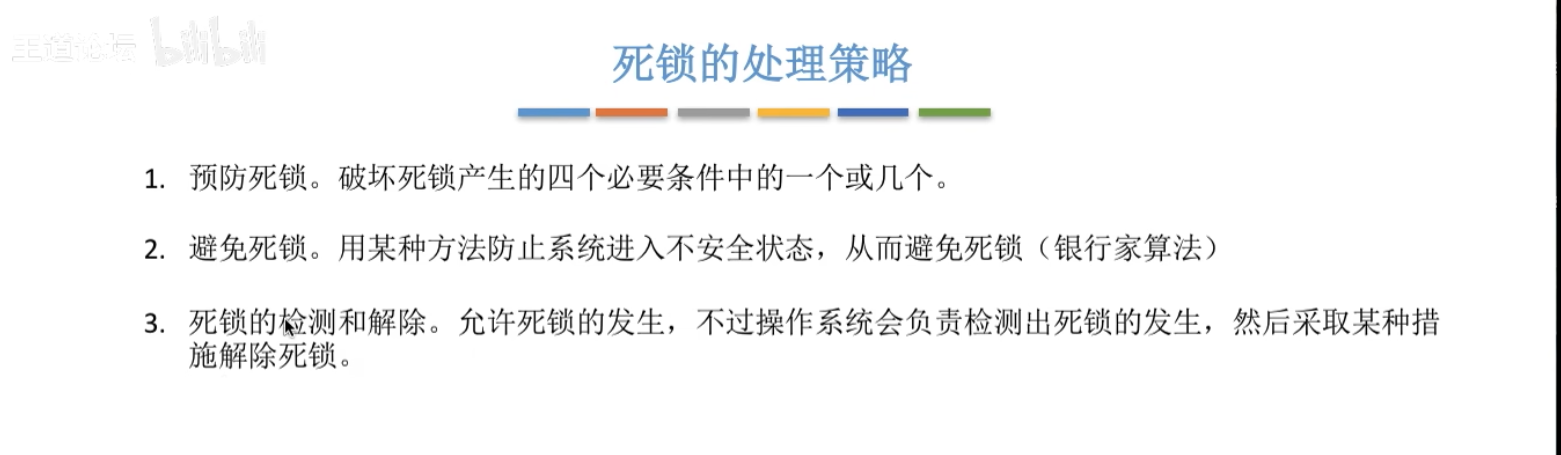 王道论坛 bilibili
死锁的处理策略
1. 预防死锁。破坏死锁产生的四个必要条件中的一个或几个。
2. 避免死锁。用某种方法防止系统进入不安全状态，从而避免死锁（银行家算法）
3. 死锁的检测和解除。允许死锁的发生，不过操作系统会负责检测出死锁的发生，然后采取某种措
施解除死锁。